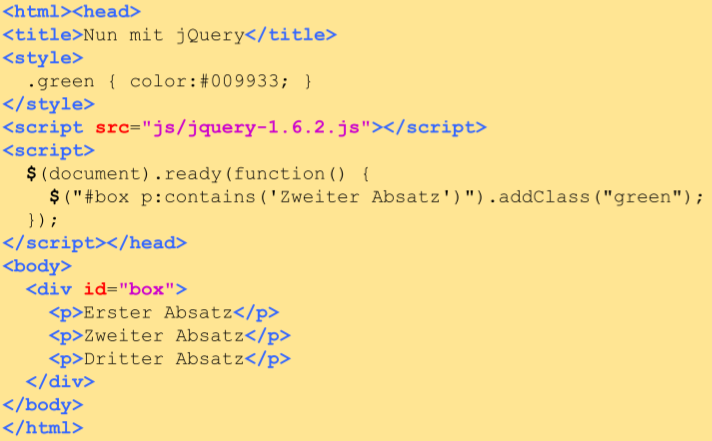 <html><head>
<title>Nun mit jQuery</title>
<style>
  .green { color:#009933; }
</style>
<script src="js/jquery-1.6.2.js"></script>
<script>
  $(document).ready(function() {
    $("#box p:contains('Zweiter Absatz')").addClass("green");
  });
</script></head>
<body>
  <div id="box">
    <p>Erster Absatz</p>
    <p>Zweiter Absatz</p>
    <p>Dritter Absatz</p>
  </div>
</body>
</html>